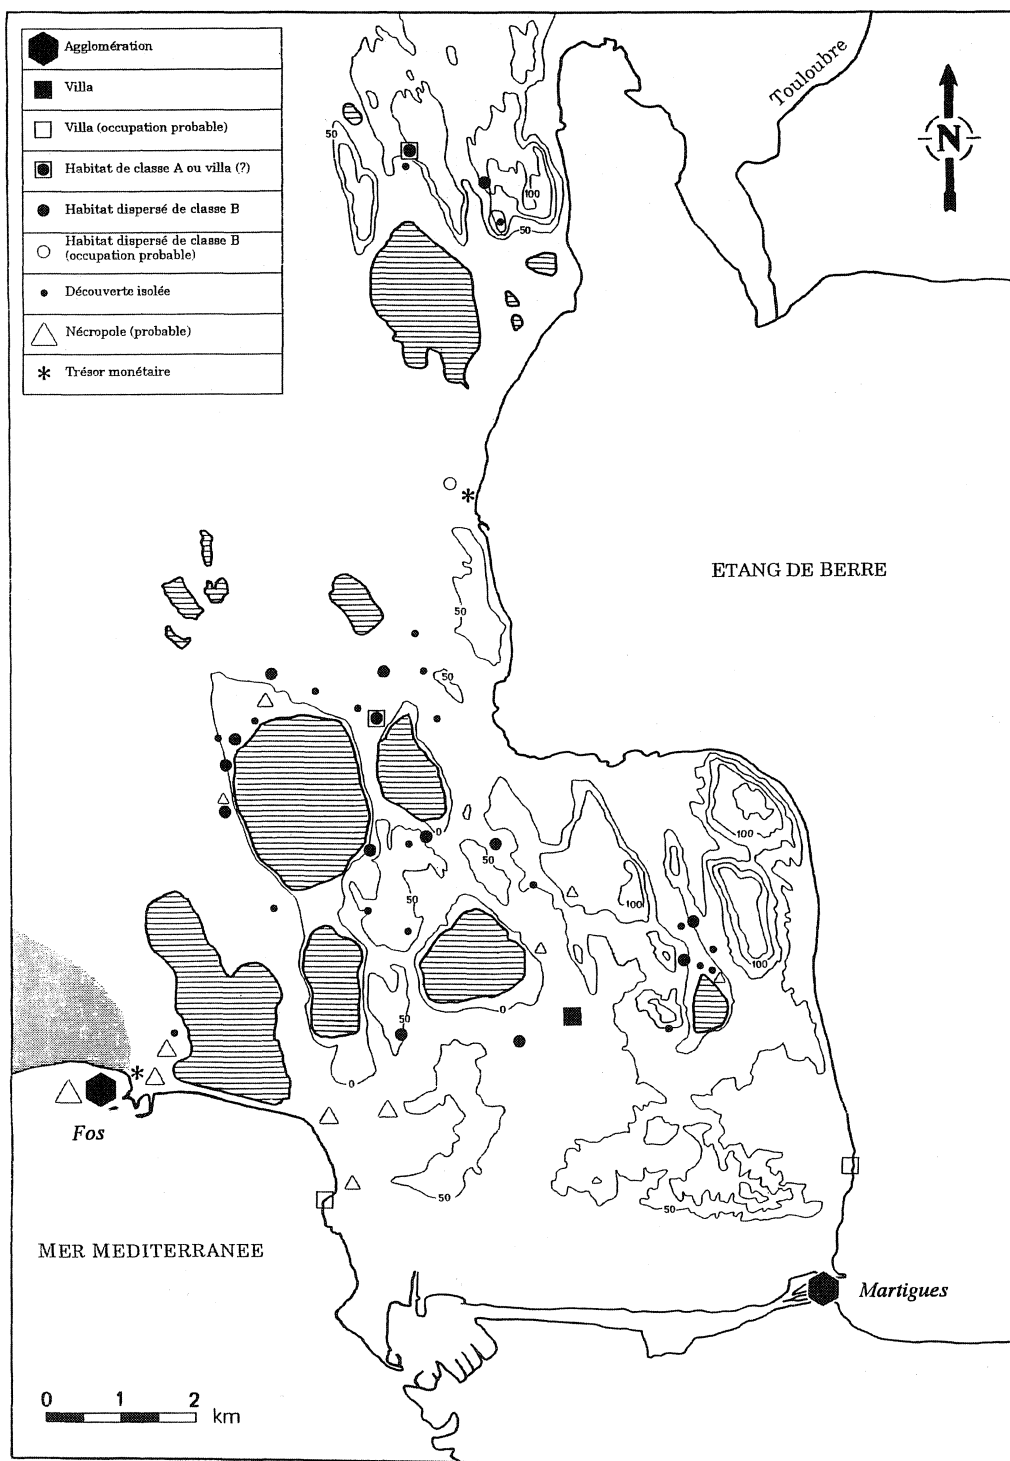 Agglomération
Villa
Villa (occupation probable)
Habitat de classe A ou villa (?)
Habitat dispersé de classe B
Habitat dispersé de classe B
(occupation probable)
Découverte isolée
Nécropole (probable)
Trésor monétaire
Touloubre
N
50
100
50
ETANG DE BERRE
50
50
0
50
100
50
100
100
50
0
0
Fos
50
50
MER MEDITERRANEE
Martigues
0 1 2
km